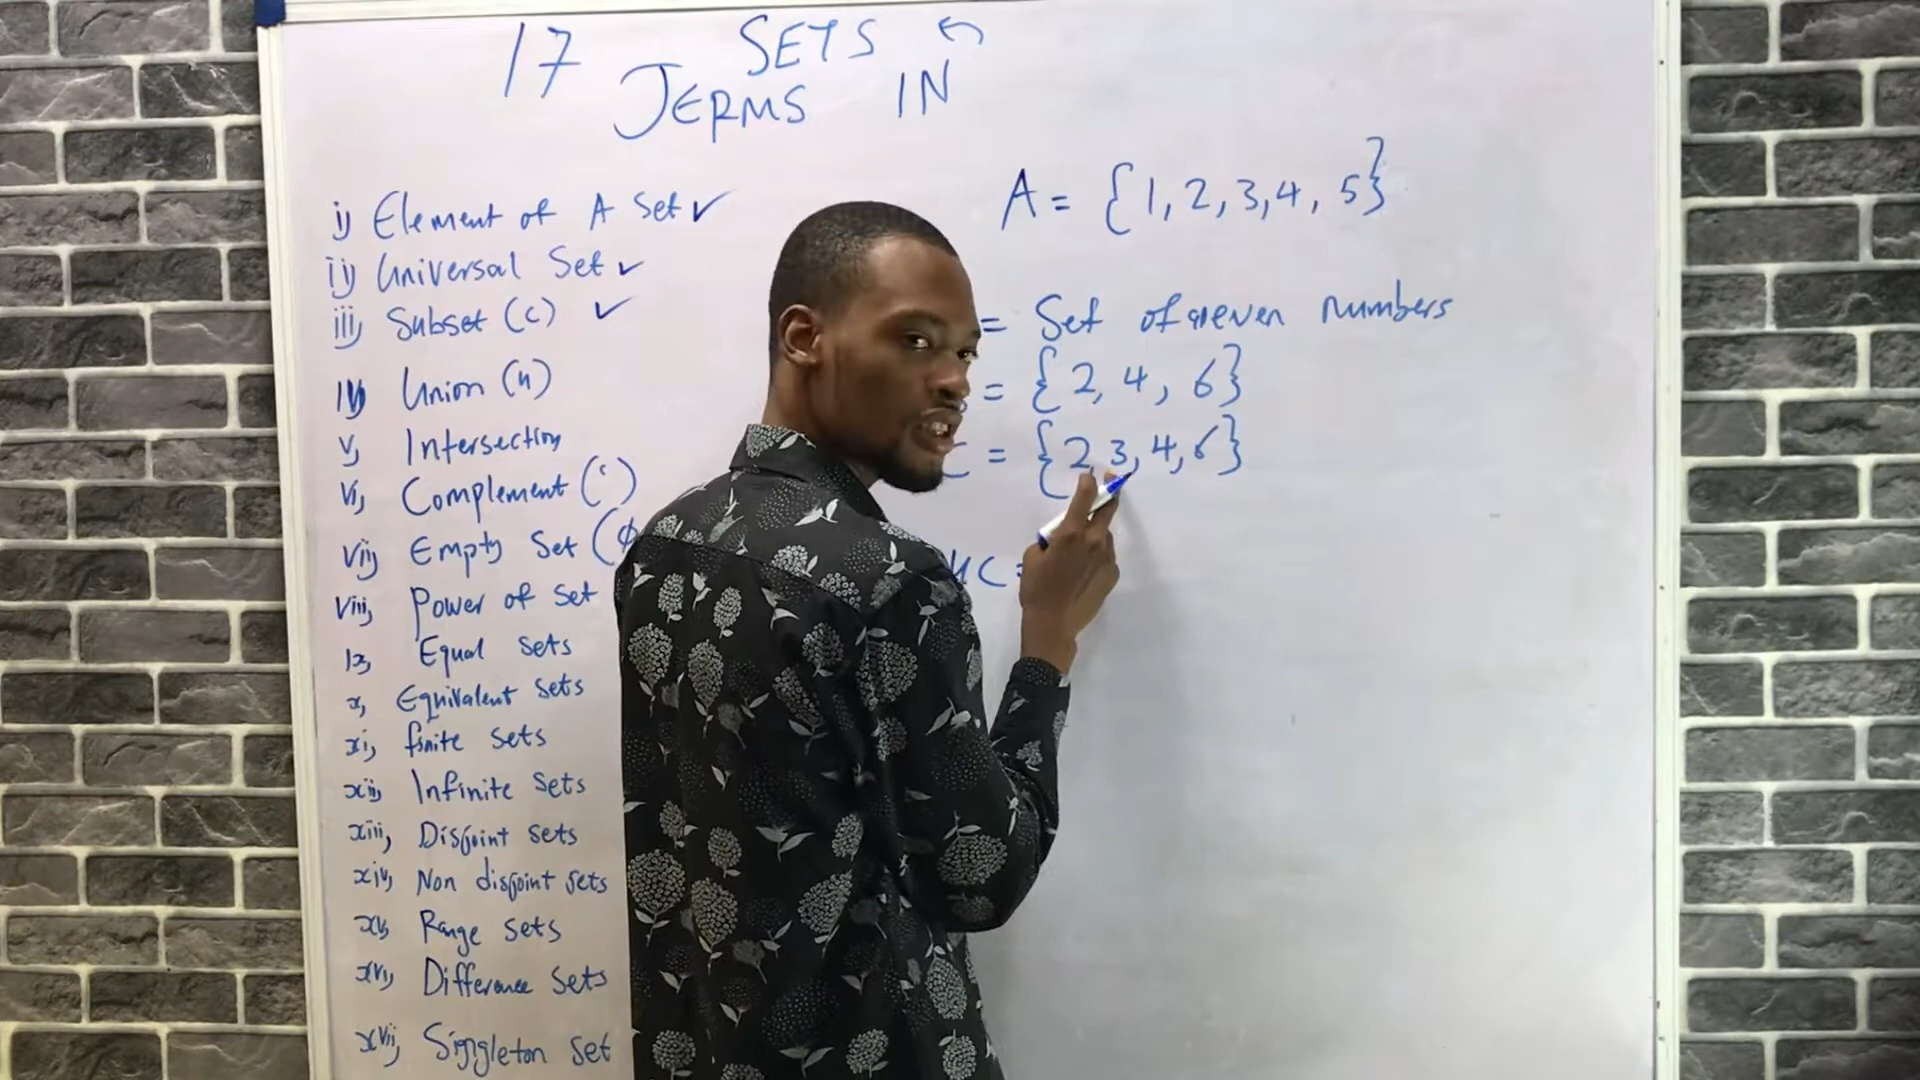 17 SETS
TERMS IN
i) Element of A Set ✓
ii) Universal Set ✓
iii) Subset (c) ✓
IV) Union (u)
v) Intersection
vi) Complement (')
vii) Empty Set (ϕ
viii) Power of set
ix) Equal sets
x) Equivalent sets
xi) finite sets
xii) Infinite sets
xiii) Disjoint sets
xiv) Non disjoint sets
xv) Range sets
xvi) Difference sets
xvii) Singleton set
A = {1, 2, 3, 4, 5}
= Set of even numbers
= {2, 4, 6}
C = {2, 3, 4, 6}
UC =